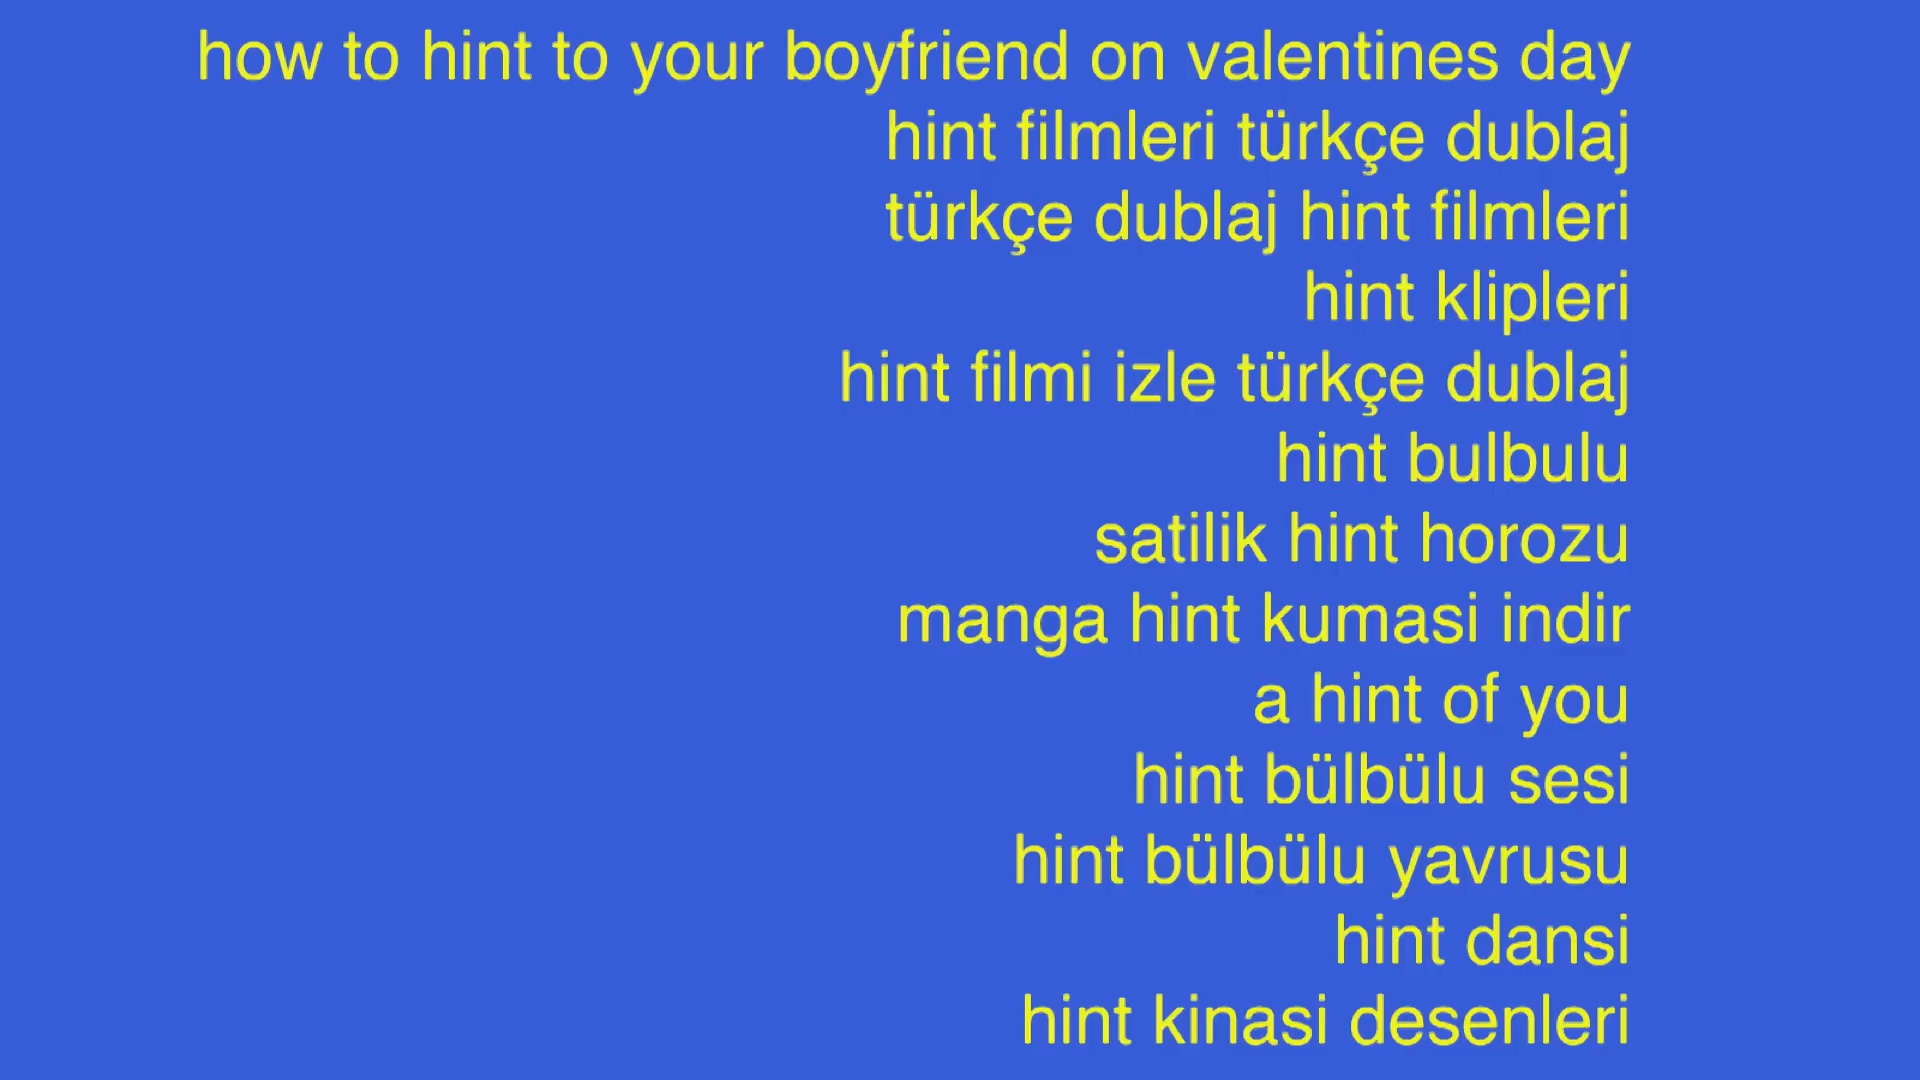 how to hint to your boyfriend on valentines day
hint filmleri türkçe dublaj
türkçe dublaj hint filmleri
hint klipleri
hint filmi izle türkçe dublaj
hint bulbulu
satilik hint horozu
manga hint kumasi indir
a hint of you
hint bülbülu sesi
hint bülbülu yavrusu
hint dansi
hint kinasi desenleri